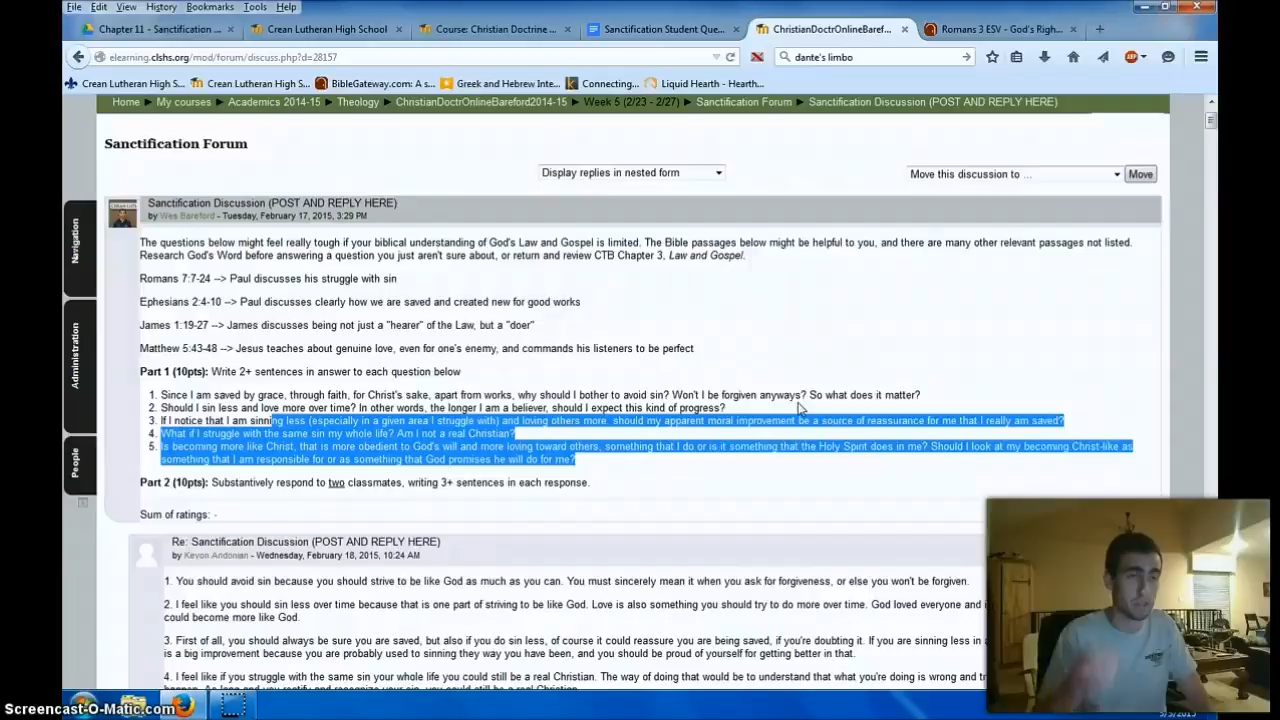 File Edit View History Bookmarks Tools Help
Chapter 11 - Sanctification ... Crean Lutheran High School Course: Christian Doctrine ... Sanctification Student Que... ChristianDoctrOnlineBaref... Romans 3 ESV - God's Righ...
elearning.clshs.org/mod/forum/discuss.php?d=28157 dante's limbo
Crean Lutheran High S... Crean Lutheran High S... BibleGateway.com: A s... Greek and Hebrew Inte... Connecting... Liquid Hearth - Hearth...
Home My courses Academics 2014-15 Theology ChristianDoctrOnlineBareford2014-15 Week 5 (2/23 - 2/27) Sanctification Forum Sanctification Discussion (POST AND REPLY HERE)
Sanctification Forum
Display replies in nested form Move this discussion to ... Move
Sanctification Discussion (POST AND REPLY HERE)
by Wes Bareford - Tuesday, February 17, 2015, 3:29 PM
The questions below might feel really tough if your biblical understanding of God's Law and Gospel is limited. The Bible passages below might be helpful to you, and there are many other relevant passages not listed.
Research God's Word before answering a question you just aren't sure about, or return and review CTB Chapter 3, Law and Gospel.
Romans 7:7-24 --> Paul discusses his struggle with sin
Ephesians 2:4-10 --> Paul discusses clearly how we are saved and created new for good works
James 1:19-27 --> James discusses being not just a "hearer" of the Law, but a "doer"
Matthew 5:43-48 --> Jesus teaches about genuine love, even for one's enemy, and commands his listeners to be perfect
Part 1 (10pts): Write 2+ sentences in answer to each question below
1. Since I am saved by grace, through faith, for Christ's sake, apart from works, why should I bother to avoid sin? Won't I be forgiven anyways? So what does it matter?
2. Should I sin less and love more over time? In other words, the longer I am a believer, should I expect this kind of progress?
3. If I notice that I am sinning less (especially in a given area I struggle with) and loving others more, should my apparent moral improvement be a source of reassurance for me that I really am saved?
4. What if I struggle with the same sin my whole life? Am I not a real Christian?
5. Is becoming more like Christ, that is more obedient to God's will and more loving toward others, something that I do or is it something that the Holy Spirit does in me? Should I look at my becoming Christ-like as
something that I am responsible for or as something that God promises he will do for me?
Part 2 (10pts): Substantively respond to two classmates, writing 3+ sentences in each response.
Sum of ratings: -
Re: Sanctification Discussion (POST AND REPLY HERE)
by Kevon Andonian - Wednesday, February 18, 2015, 10:24 AM
1. You should avoid sin because you should strive to be like God as much as you can. You must sincerely mean it when you ask for forgiveness, or else you won't be forgiven.
2. I feel like you should sin less over time because that is one part of striving to be like God. Love is also something you should try to do more over time. God loved everyone and i
could become more like God.
3. First of all, you should always be sure you are saved, but also if you do sin less, of course it could reassure you are being saved, if you're doubting it. If you are sinning less in
is a big improvement because you are probably used to sinning they way you have been, and you should be proud of yourself for getting better in that.
4. I feel like if you struggle with the same sin your whole life you could still be a real Christian. The way of doing that would be to understand that what you're doing is wrong and
Navigation
Administration
People
Screencast-O-Matic.com